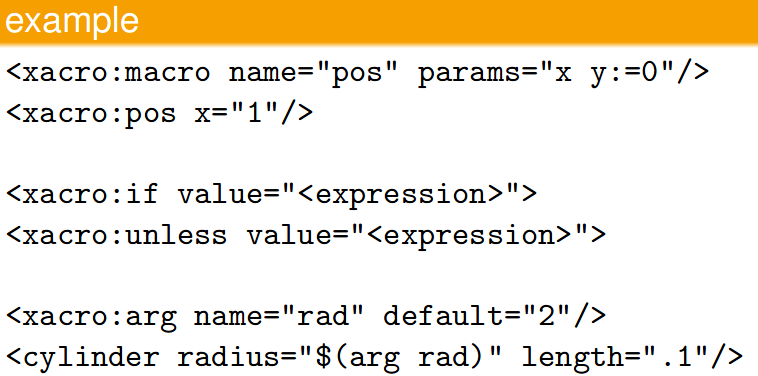 example
<xacro:macro name="pos" params="x y:=0"/>
<xacro:pos x="1"/>
<xacro:if value="<expression>">
<xacro:unless value="<expression>">
<xacro:arg name="rad" default="2"/>
<cylinder radius="$(arg rad)" length=".1"/>